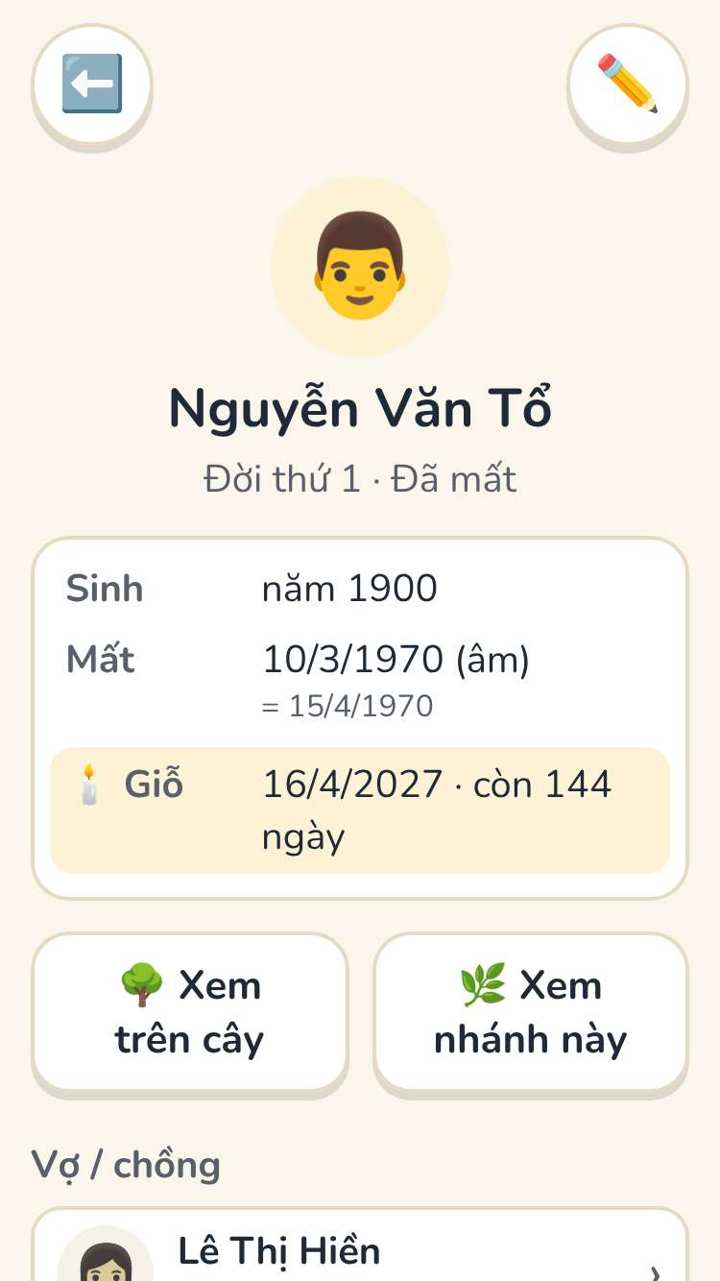 Nguyễn Văn Tổ
Đời thứ 1 · Đã mất
Sinh năm 1900
Mất 10/3/1970 (âm)
= 15/4/1970
Giỗ 16/4/2027 · còn 144
ngày
Xem
trên cây
Xem
nhánh này
Vợ / chồng
Lê Thị Hiền